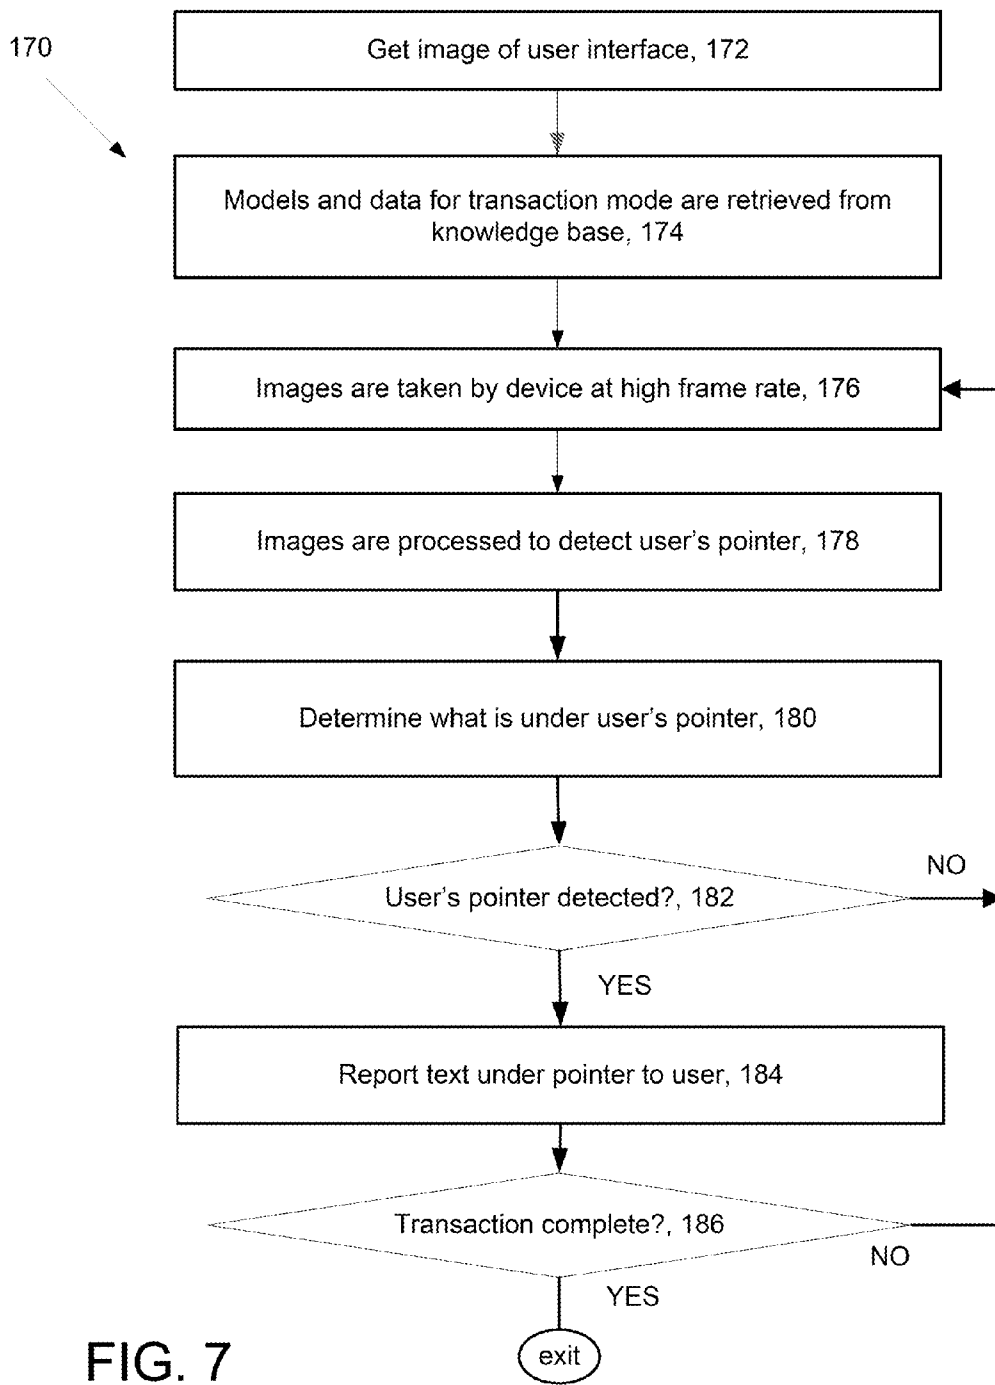 170
Get image of user interface, 172
Models and data for transaction mode are retrieved from
knowledge base, 174
Images are taken by device at high frame rate, 176
Images are processed to detect user's pointer, 178
Determine what is under user's pointer, 180
NO
User's pointer detected?, 182
YES
Report text under pointer to user, 184
Transaction complete?, 186
NO
YES
exit
FIG. 7